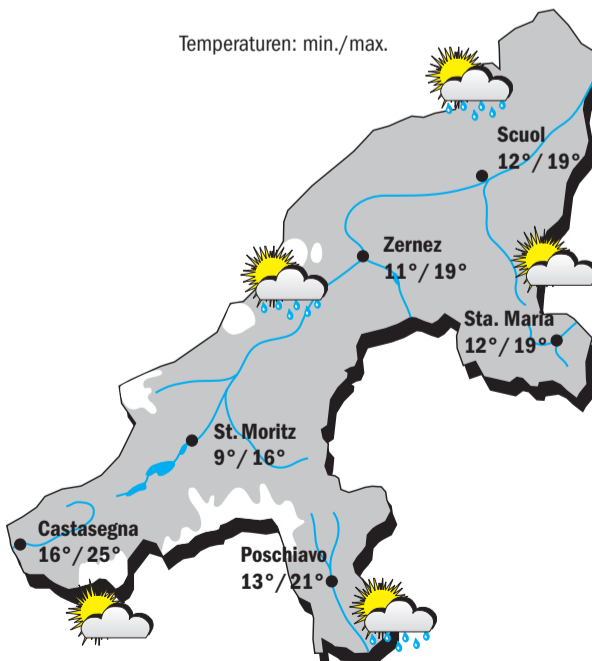 Temperaturen: min./max.
Scuol
12°/19°
Zernez
11°/19°
Sta. Maria
12°/19°
St. Moritz
9°/16°
Castasegna
16°/25°
Poschiavo
13°/21°